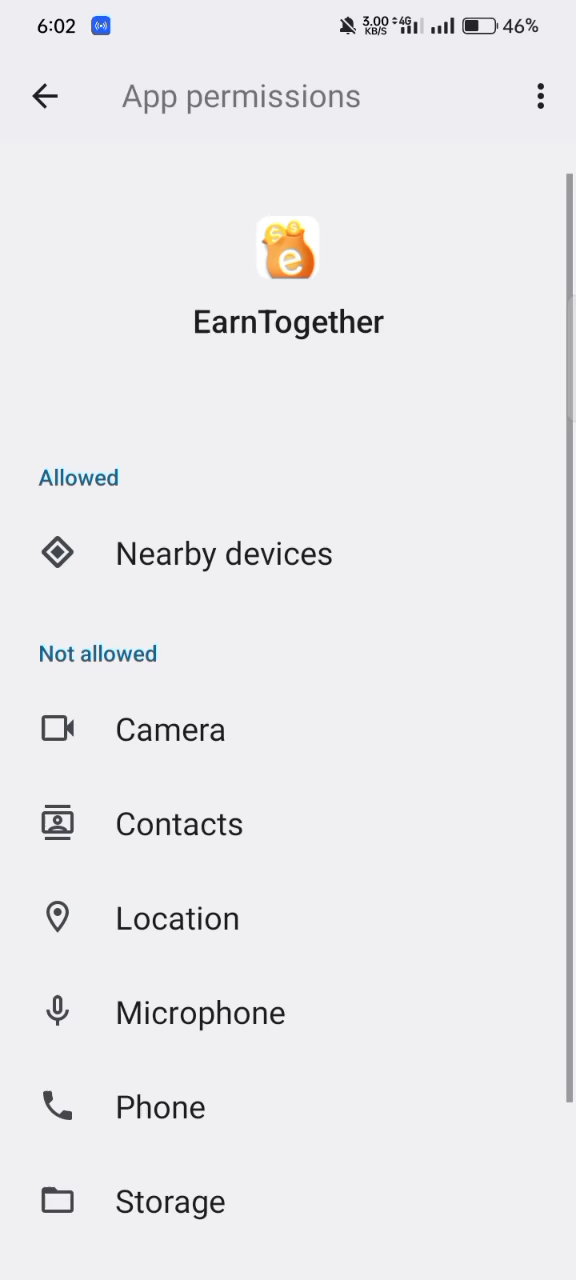 6:02
3.00 KB/S 4G 46%
App permissions
e
EarnTogether
Allowed
Nearby devices
Not allowed
Camera
Contacts
Location
Microphone
Phone
Storage